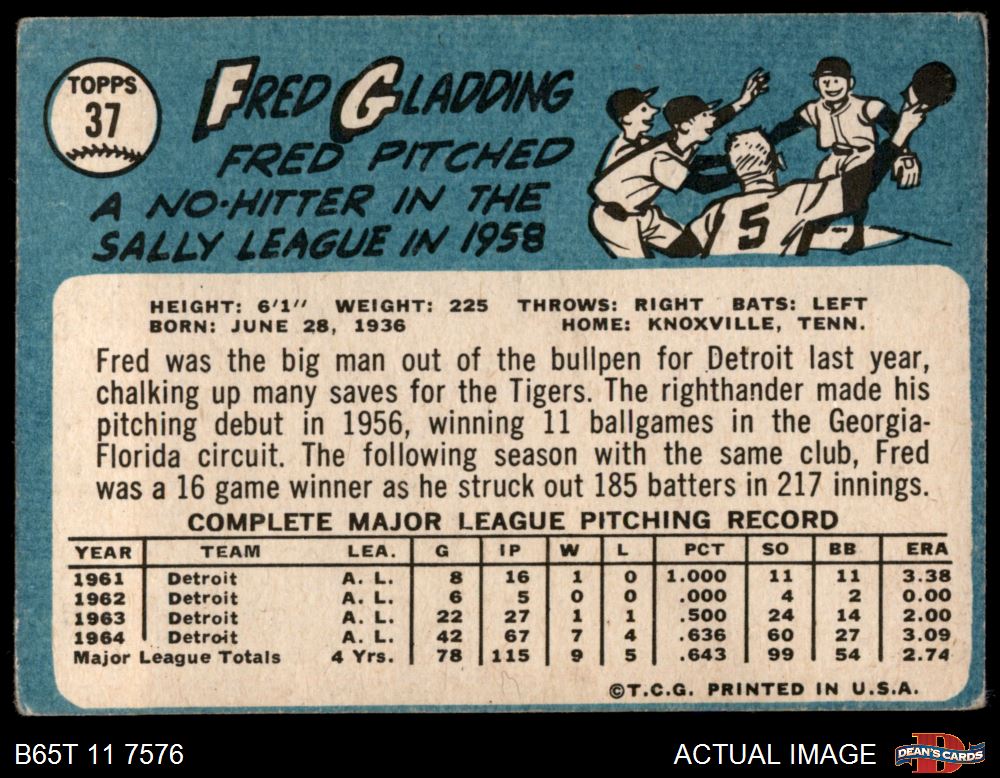 TOPPS
37
FRED GLADDING
FRED PITCHED
A NO-HITTER IN THE
SALLY LEAGUE IN 1958
5
HEIGHT: 6'1" WEIGHT: 225 THROWS: RIGHT BATS: LEFT
BORN: JUNE 28, 1936 HOME: KNOXVILLE, TENN.
Fred was the big man out of the bullpen for Detroit last year,
chalking up many saves for the Tigers. The righthander made his
pitching debut in 1956, winning 11 ballgames in the Georgia-
Florida circuit. The following season with the same club, Fred
was a 16 game winner as he struck out 185 batters in 217 innings.
COMPLETE MAJOR LEAGUE PITCHING RECORD
YEAR TEAM LEA. G IP W L PCT SO BB ERA
1961 Detroit A. L. 8 16 1 0 1.000 11 11 3.38
1962 Detroit A. L. 6 5 0 0 .000 4 2 0.00
1963 Detroit A. L. 22 27 1 1 .500 24 14 2.00
1964 Detroit A. L. 42 67 7 4 .636 60 27 3.09
Major League Totals 4 Yrs. 78 115 9 5 .643 99 54 2.74
©T.C.G. PRINTED IN U.S.A.
B65T 11 7576
ACTUAL IMAGE
DEAN'S CARDS